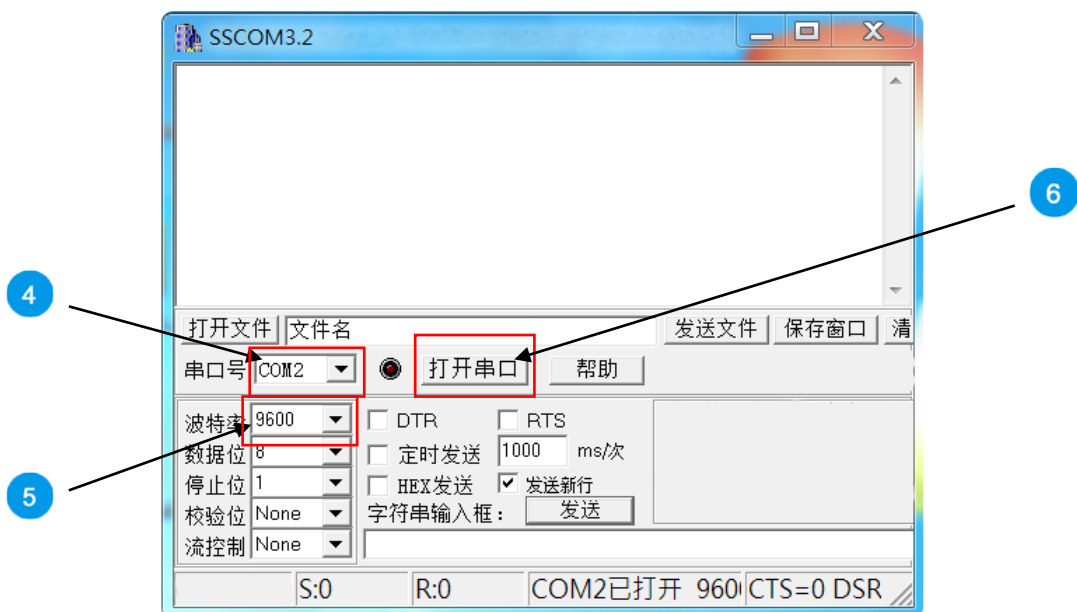 SSCOM3.2
6
4
打开文件 文件名 发送文件 保存窗口 清
串口号 COM2 打开串口 帮助
波特率 9600 DTR RTS
数据位 8 定时发送 1000 ms/次
5
停止位 1 HEX发送 发送新行
校验位 None 字符串输入框： 发送
流控制 None
S:0 R:0 COM2已打开 960 CTS=0 DSR